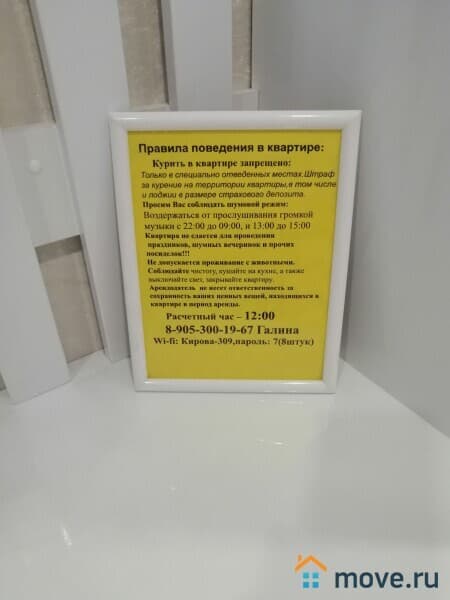 Правила поведения в квартире:
Курить в квартире запрещено:
Только в специально отведенных местах.Штраф
за курение на территории квартиры,в том числе
и лоджии в размере страхового депозита.
Просим Вас соблюдать шумовой режим:
Воздержаться от прослушивания громкой
музыки с 22:00 до 09:00, и 13:00 до 15:00
Квартира не сдается для проведения
праздников, шумных вечеринок и прочих
посиделок!!!
Не допускается проживание с животными.
Соблюдайте чистоту, кушайте на кухне, а также
выключайте свет, закрывайте квартиру.
Арендодатель не несет ответственность за
сохранность ваших ценных вещей, находящихся в
квартире в период аренды.
Расчетный час – 12:00
8-905-300-19-67 Галина
Wi-fi: Кирова-309,пароль: 7(8штук)
move.ru